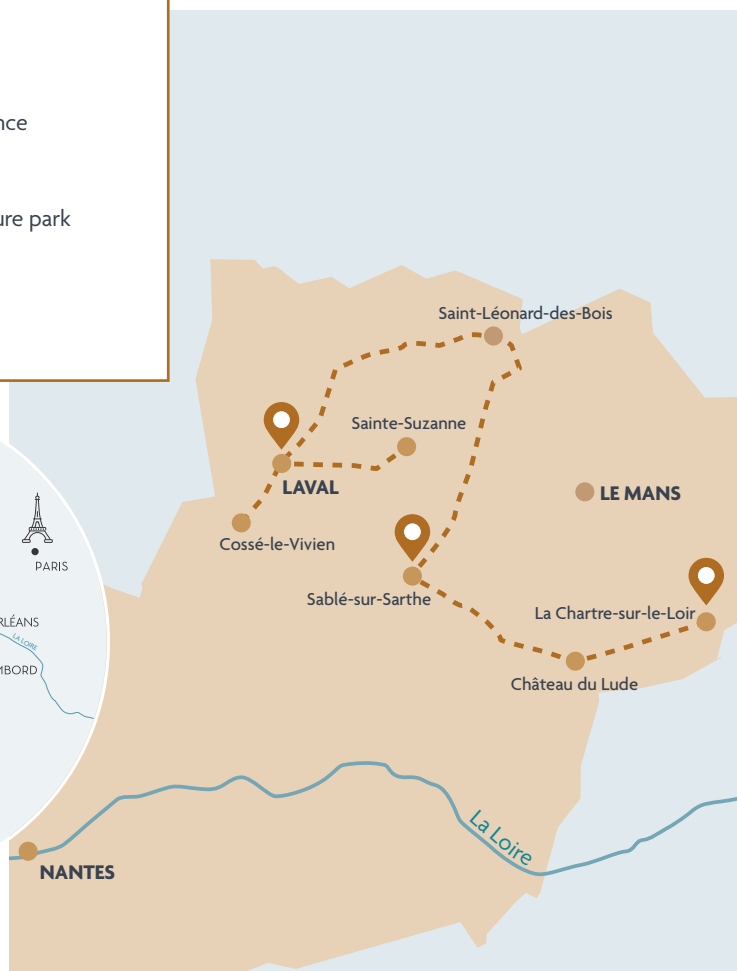 ure park
Saint-Léonard-des-Bois
Sainte-Suzanne
LAVAL
LE MANS
Cossé-le-Vivien
PARIS
Sablé-sur-Sarthe
La Chartre-sur-le-Loir
RLÉANS
LA LOIRE
MBORD
Château du Lude
La Loire
NANTES